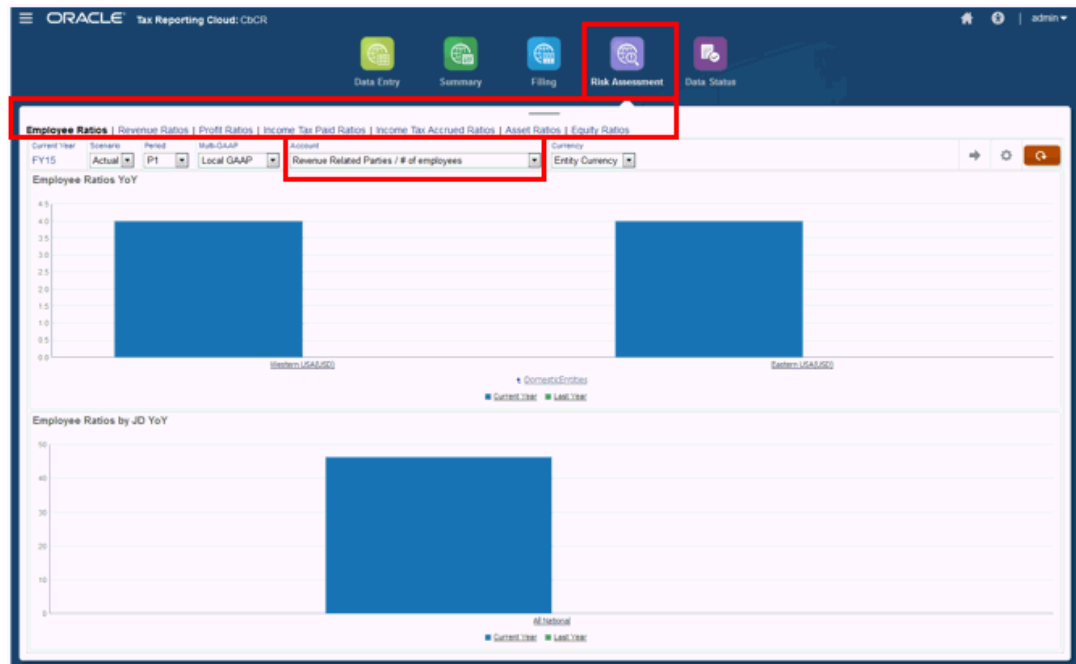 ORACLE Tax Reporting Cloud: CbCR
admin
Data Entry Summary Filing Risk Assessment Data Status
Employee Ratios | Revenue Ratios | Profit Ratios | Income Tax Paid Ratios | Income Tax Accrued Ratios | Asset Ratios | Equity Ratios
Current Year Scenario Period Multi-GAAP Account Currency
FY15 Actual P1 Local GAAP Revenue Related Parties / # of employees Entity Currency
Employee Ratios YoY
4.5
4.0
3.5
3.0
2.5
2.0
1.5
1.0
0.5
0.0
Western USA(USD) Eastern USA(USD)
DomesticEntities
Current Year Last Year
Employee Ratios by JD YoY
50
40
30
20
10
0
All National
Current Year Last Year